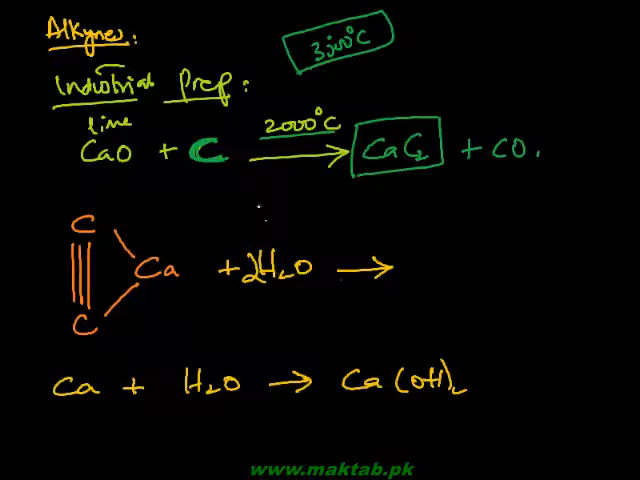 Alkynes:
3000°C
Industrial Prep:
lime
2000°C
CaO + C → CaC₂ + CO.
C
≡ Ca + 2H₂O →
C
Ca + H₂O → Ca(OH)₂
www.maktab.pk